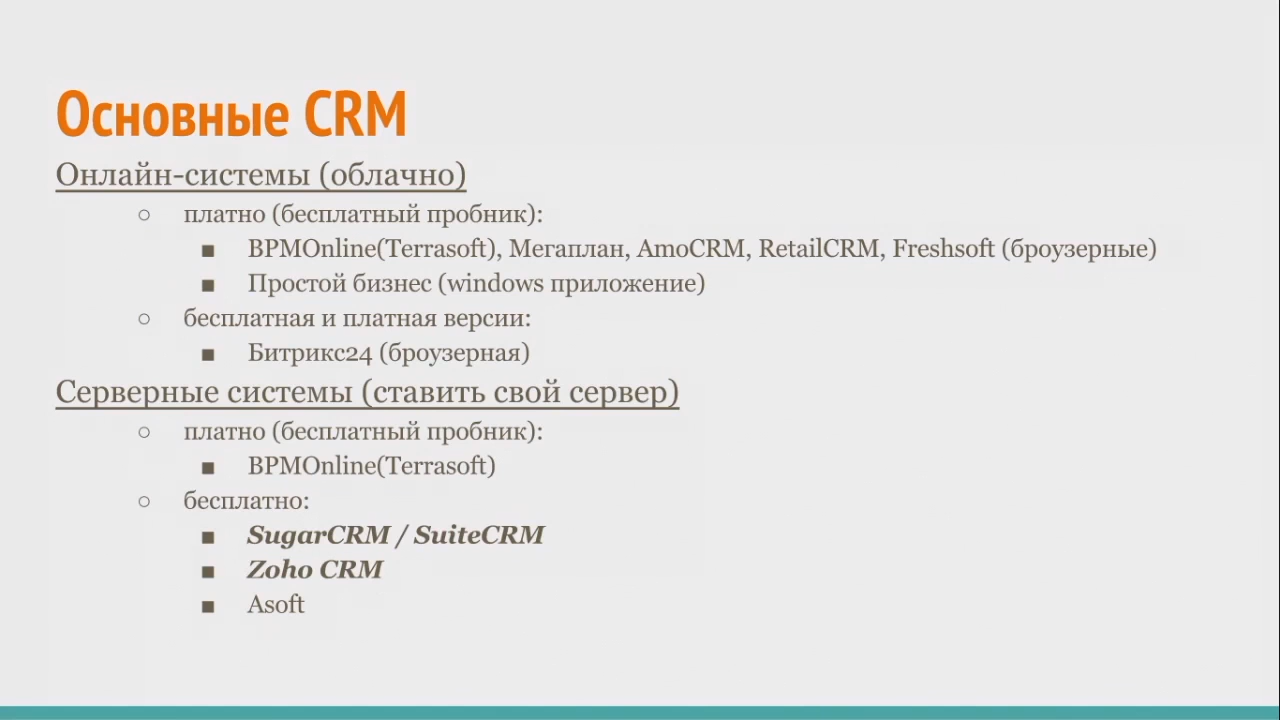 Основные CRM
Онлайн-системы (облачно)
○ платно (бесплатный пробник):
■ BPMOnline(Terrasoft), Мегаплан, AmoCRM, RetailCRM, Freshsoft (броузерные)
■ Простой бизнес (windows приложение)
○ бесплатная и платная версии:
■ Битрикс24 (броузерная)
Серверные системы (ставить свой сервер)
○ платно (бесплатный пробник):
■ BPMOnline(Terrasoft)
○ бесплатно:
■ SugarCRM / SuiteCRM
■ Zoho CRM
■ Asoft